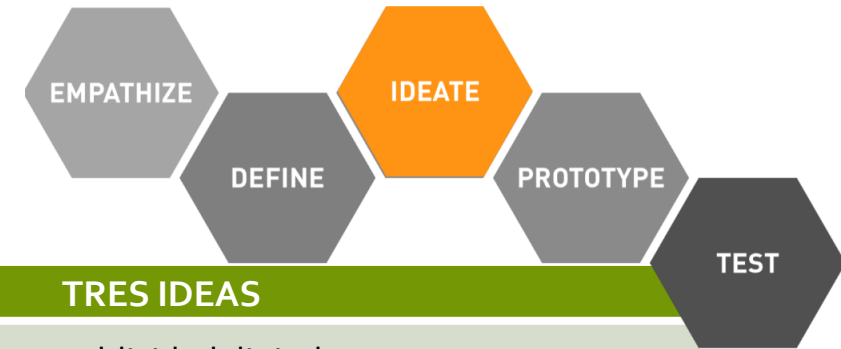 EMPATHIZE
IDEATE
DEFINE
PROTOTYPE
TEST
TRES IDEAS